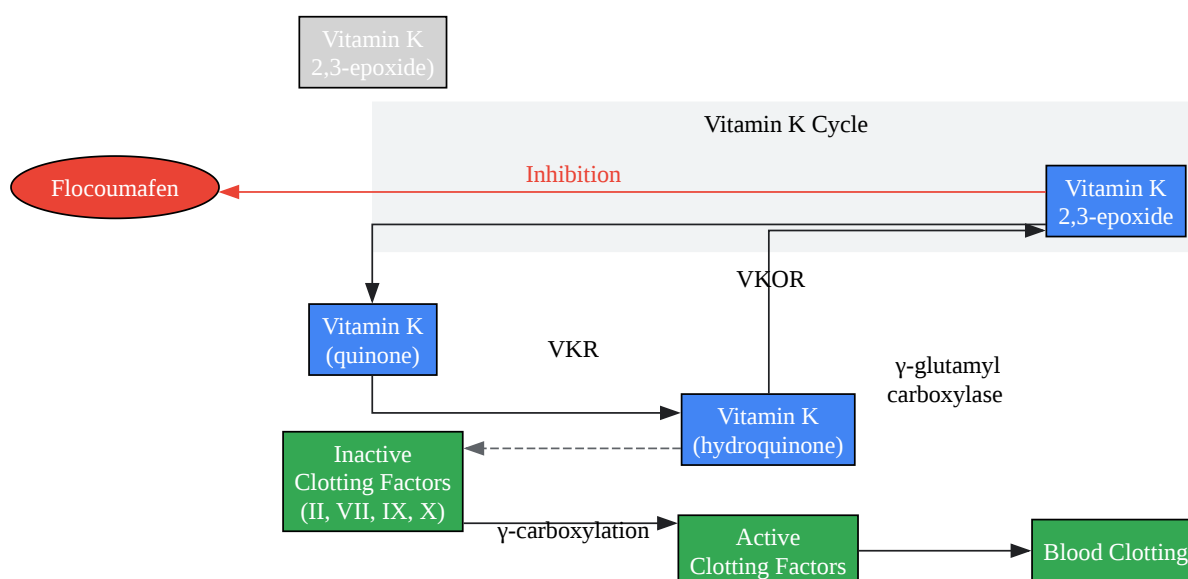 Vitamin K
2,3-epoxide)
Vitamin K Cycle
Inhibition
Flocoumafen
Vitamin K
2,3-epoxide
VKOR
Vitamin K
(quinone)
VKR
γ-glutamyl
carboxylase
Vitamin K
(hydroquinone)
Inactive
Clotting Factors
(II, VII, IX, X)
γ-carboxylation
Active
Clotting Factors
Blood Clotting